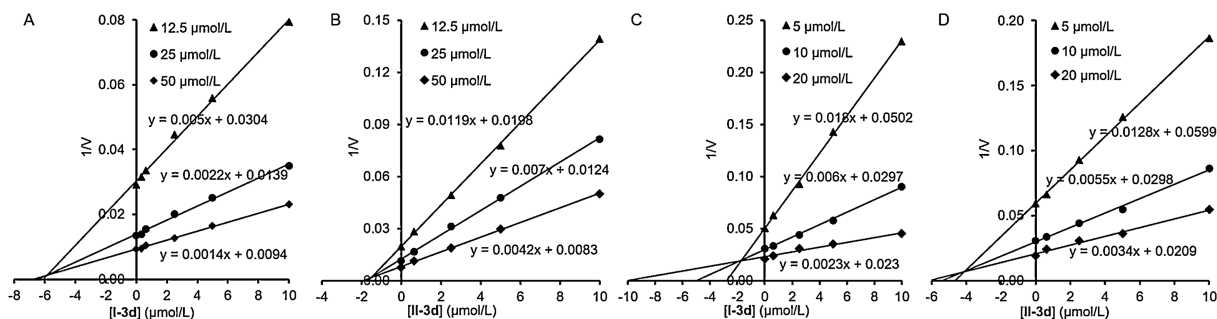 A
▲ 12.5 µmol/L
● 25 µmol/L
◆ 50 µmol/L
0.10
0.08
0.06
0.04
0.02
0.00
1/V
y = 0.005x + 0.0304
y = 0.0022x + 0.0139
y = 0.0014x + 0.0094
-8 -6 -4 -2 0 2 4 6 8 10
[I-3d] (µmol/L)
B
▲ 12.5 µmol/L
● 25 µmol/L
◆ 50 µmol/L
0.15
0.12
0.09
0.06
0.03
0.00
1/V
y = 0.0119x + 0.0198
y = 0.007x + 0.0124
y = 0.0042x + 0.0083
-4 -2 0 2 4 6 8 10
[II-3d] (µmol/L)
C
▲ 5 µmol/L
● 10 µmol/L
◆ 20 µmol/L
0.25
0.20
0.15
0.10
0.05
0.00
1/V
y = 0.018x + 0.0502
y = 0.006x + 0.0297
y = 0.0023x + 0.023
-10 -8 -6 -4 -2 0 2 4 6 8 10
[I-3d] (µmol/L)
D
▲ 5 µmol/L
● 10 µmol/L
◆ 20 µmol/L
0.20
0.15
0.10
0.05
0.00
1/V
y = 0.0128x + 0.0599
y = 0.0055x + 0.0298
y = 0.0034x + 0.0209
-6 -4 -2 0 2 4 6 8 10
[II-3d] (µmol/L)